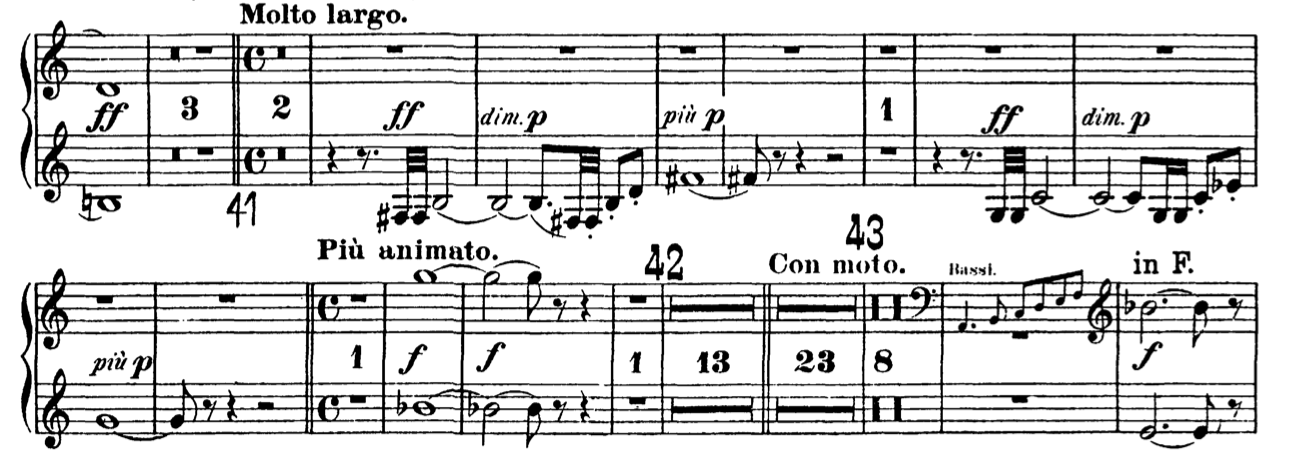 Molto largo.
ff 3 2 ff dim. p più p 1 ff dim. p
41
Più animato. 42 Con moto. 43 Bassi. in F.
più p 1 f f 1 13 23 8 f